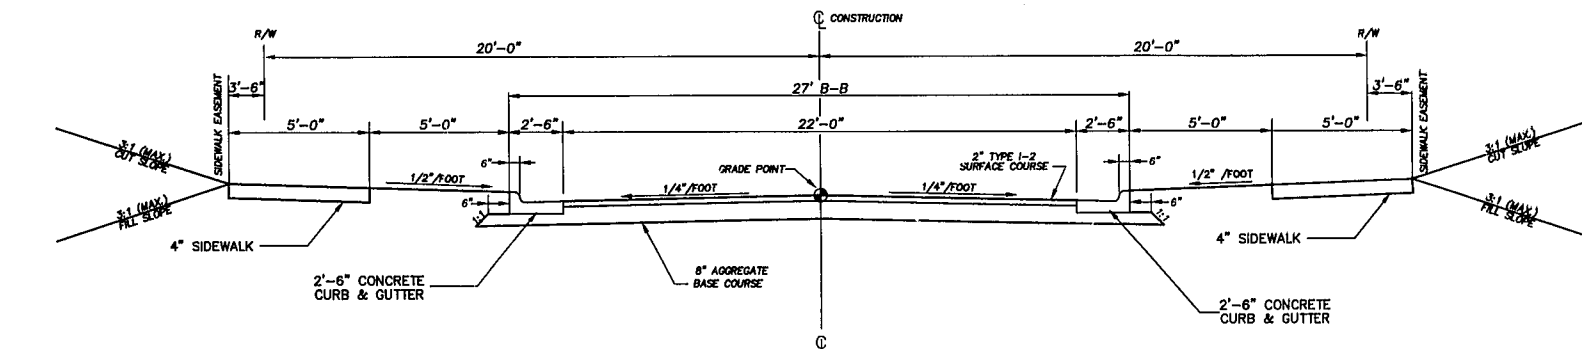 ℄ CONSTRUCTION
R/W
R/W
20'-0"
20'-0"
SIDEWALK EASEMENT
3'-6"
27' B-B
3'-6"
SIDEWALK EASEMENT
5'-0"
5'-0"
2'-6"
22'-0"
2'-6"
5'-0"
5'-0"
3:1 (MAX.)
CUT SLOPE
3:1 (MAX.)
CUT SLOPE
6"
GRADE POINT
2" TYPE I-2
SURFACE COURSE
6"
1/2"/FOOT
1/4"/FOOT
1/4"/FOOT
1/2" /FOOT
6"
6"
1:1
1:1
3:1 (MAX.)
FILL SLOPE
3:1 (MAX.)
FILL SLOPE
4" SIDEWALK
4" SIDEWALK
8" AGGREGATE
BASE COURSE
2'-6" CONCRETE
CURB & GUTTER
2'-6" CONCRETE
CURB & GUTTER
℄